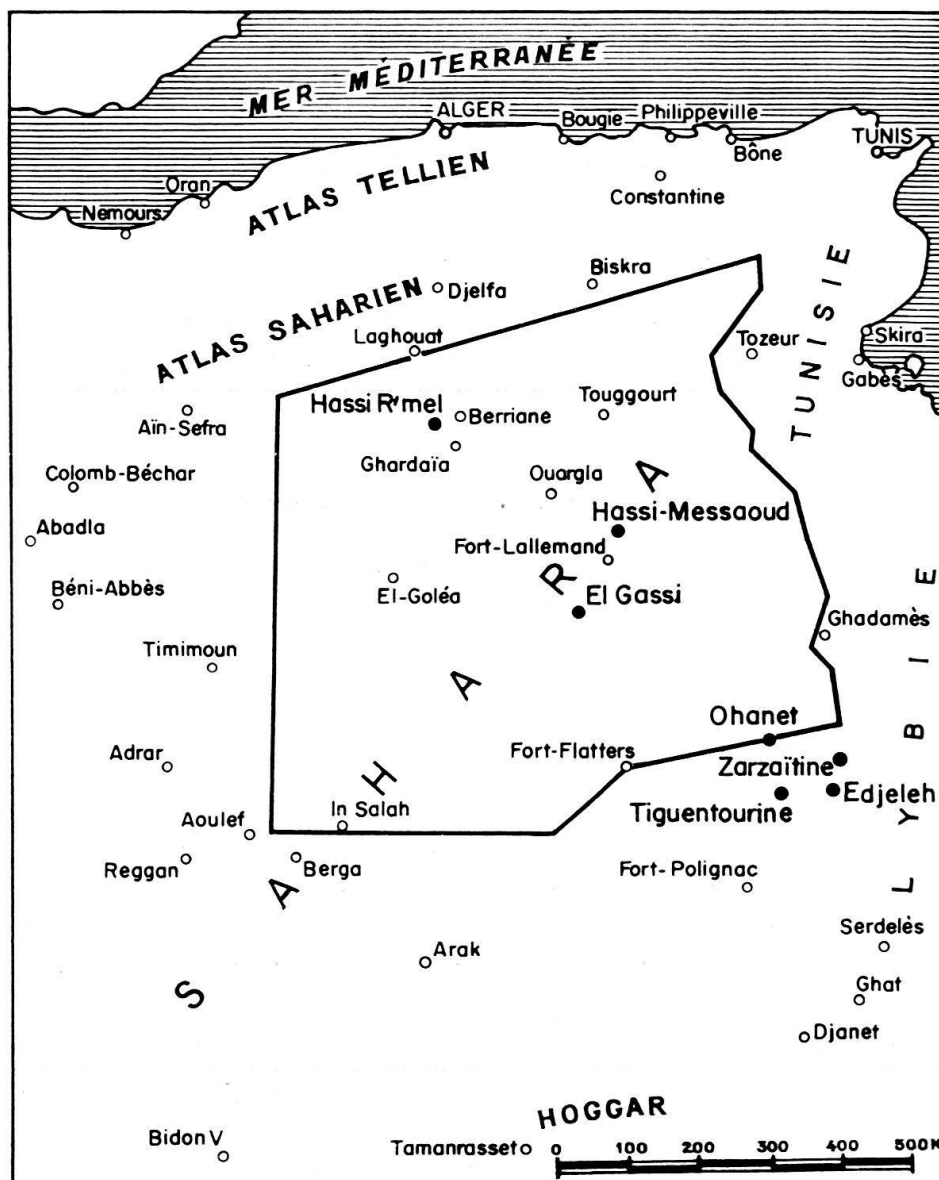 MER MÉDITERRANÉE
ALGER
Bougie
Philippeville
Bône
TUNIS
Oran
Nemours
Constantine
ATLAS TELLIEN
Biskra
Djelfa
ATLAS SAHARIEN
Laghouat
TUNISIE
Tozeur
Skira
Gabès
Aïn-Sefra
Hassi R'mel
Berriane
Touggourt
Ghardaïa
Colomb-Béchar
Ouargla
Abadla
Hassi-Messaoud
Fort-Lallemand
Béni-Abbès
El-Goléa
El Gassi
Ghadamès
Timimoun
SAHARA
LYBIE
Ohanet
Adrar
Fort-Flatters
Zarzaïtine
Edjeleh
Tiguentourine
In Salah
Aoulef
Reggan
Berga
Fort-Polignac
Arak
Serdelès
Ghat
Djanet
HOGGAR
Bidon V
Tamanrasset
0 100 200 300 400 500 K